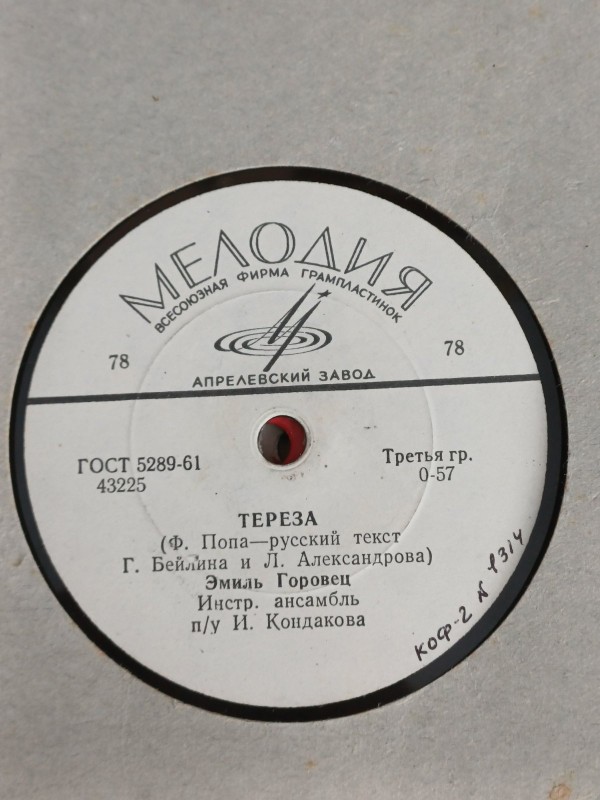 МЕЛОДИЯ
ВСЕСОЮЗНАЯ ФИРМА ГРАМПЛАСТИНОК
78
78
АПРЕЛЕВСКИЙ ЗАВОД
ГОСТ 5289-61
43225
Третья гр.
0-57
ТЕРЕЗА
(Ф. Попа—русский текст
Г. Бейлина и Л. Александрова)
Эмиль Горовец
Инстр. ансамбль
п/у И. Кондакова
КОФ-2 N 1314